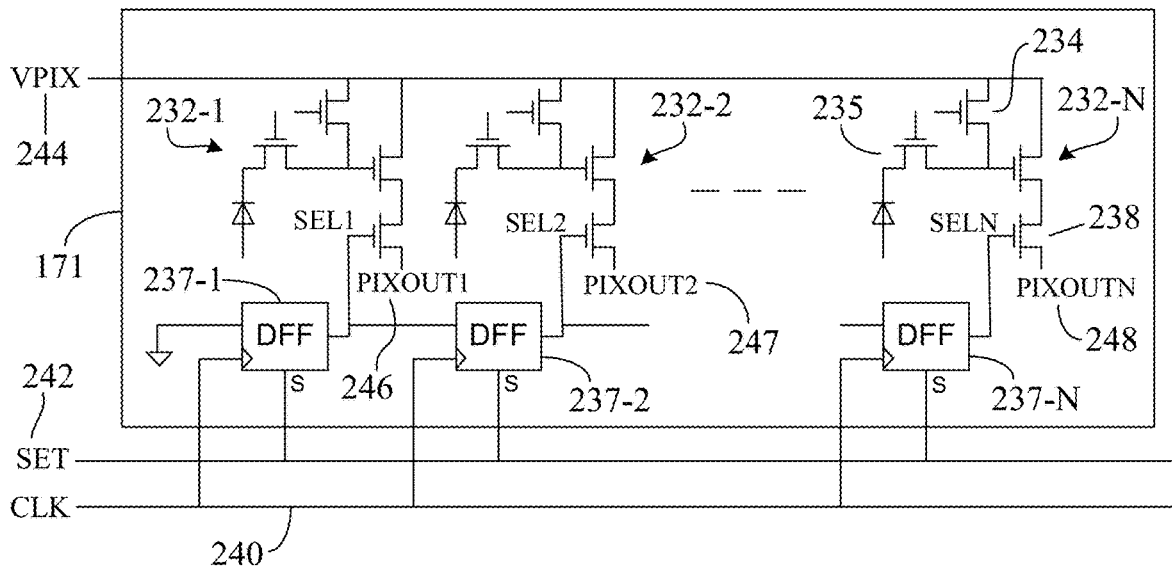 234
VPIX
232-1
232-2
235
232-N
244
SEL1
SEL2
SELN
238
171
237-1
PIXOUT1
PIXOUT2
PIXOUTN
DFF
DFF
DFF
247
248
242
S
246
S
237-2
S
237-N
SET
CLK
240